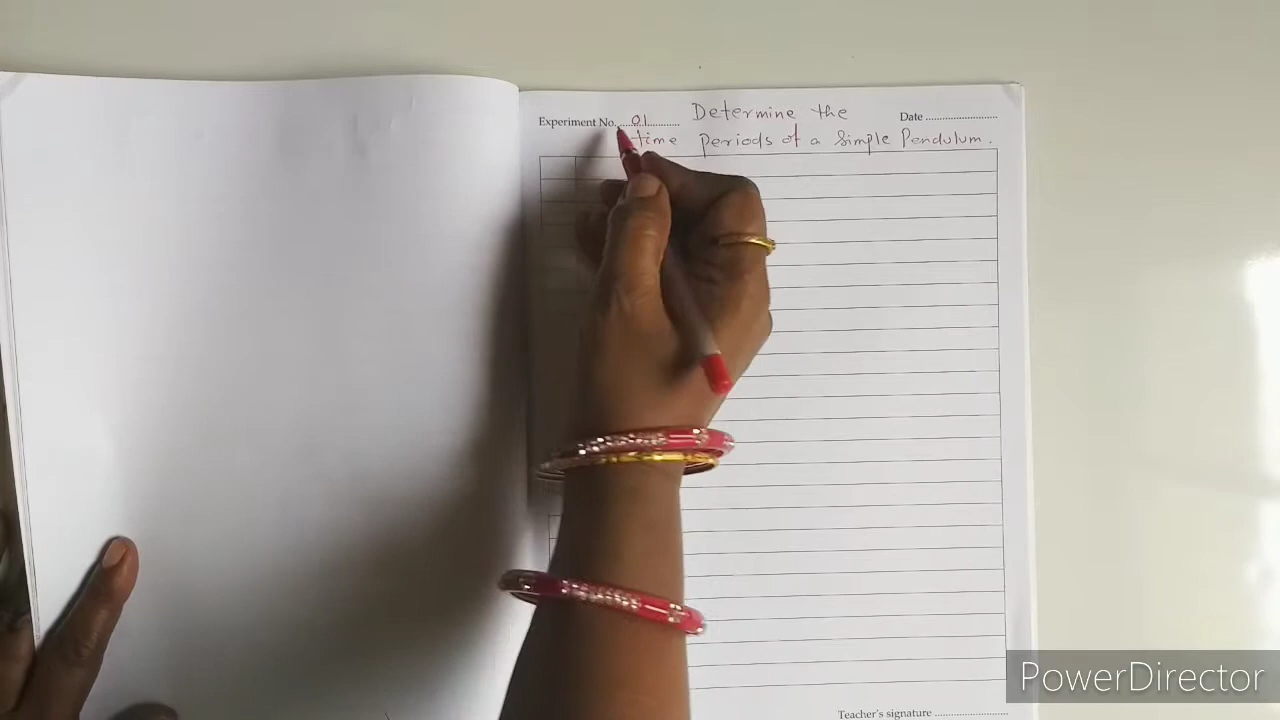 Experiment No. 01 Determine the Date
time periods of a Simple Pendulum.
Teacher's signature
PowerDirector